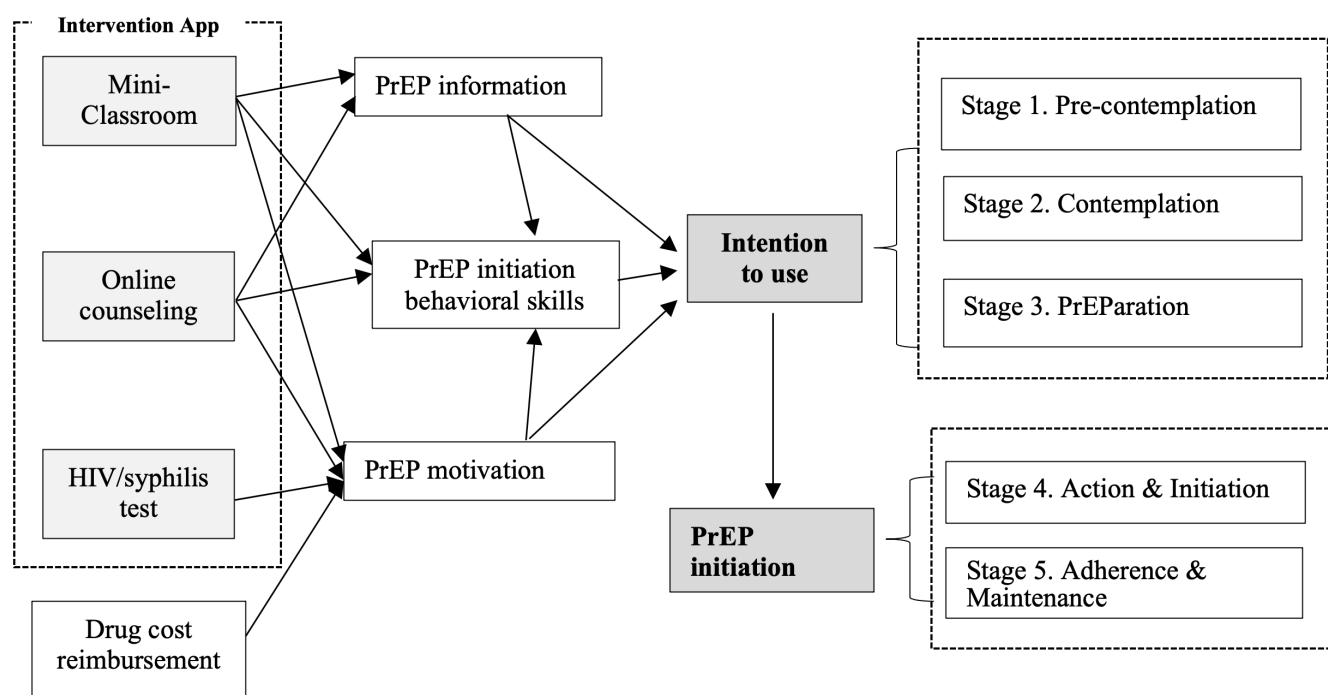 Intervention App
Mini-
Classroom
Online
counseling
HIV/syphilis
test
Drug cost
reimbursement
PrEP information
PrEP initiation
behavioral skills
PrEP motivation
Intention
to use
PrEP
initiation
Stage 1. Pre-contemplation
Stage 2. Contemplation
Stage 3. PrEParation
Stage 4. Action & Initiation
Stage 5. Adherence &
Maintenance